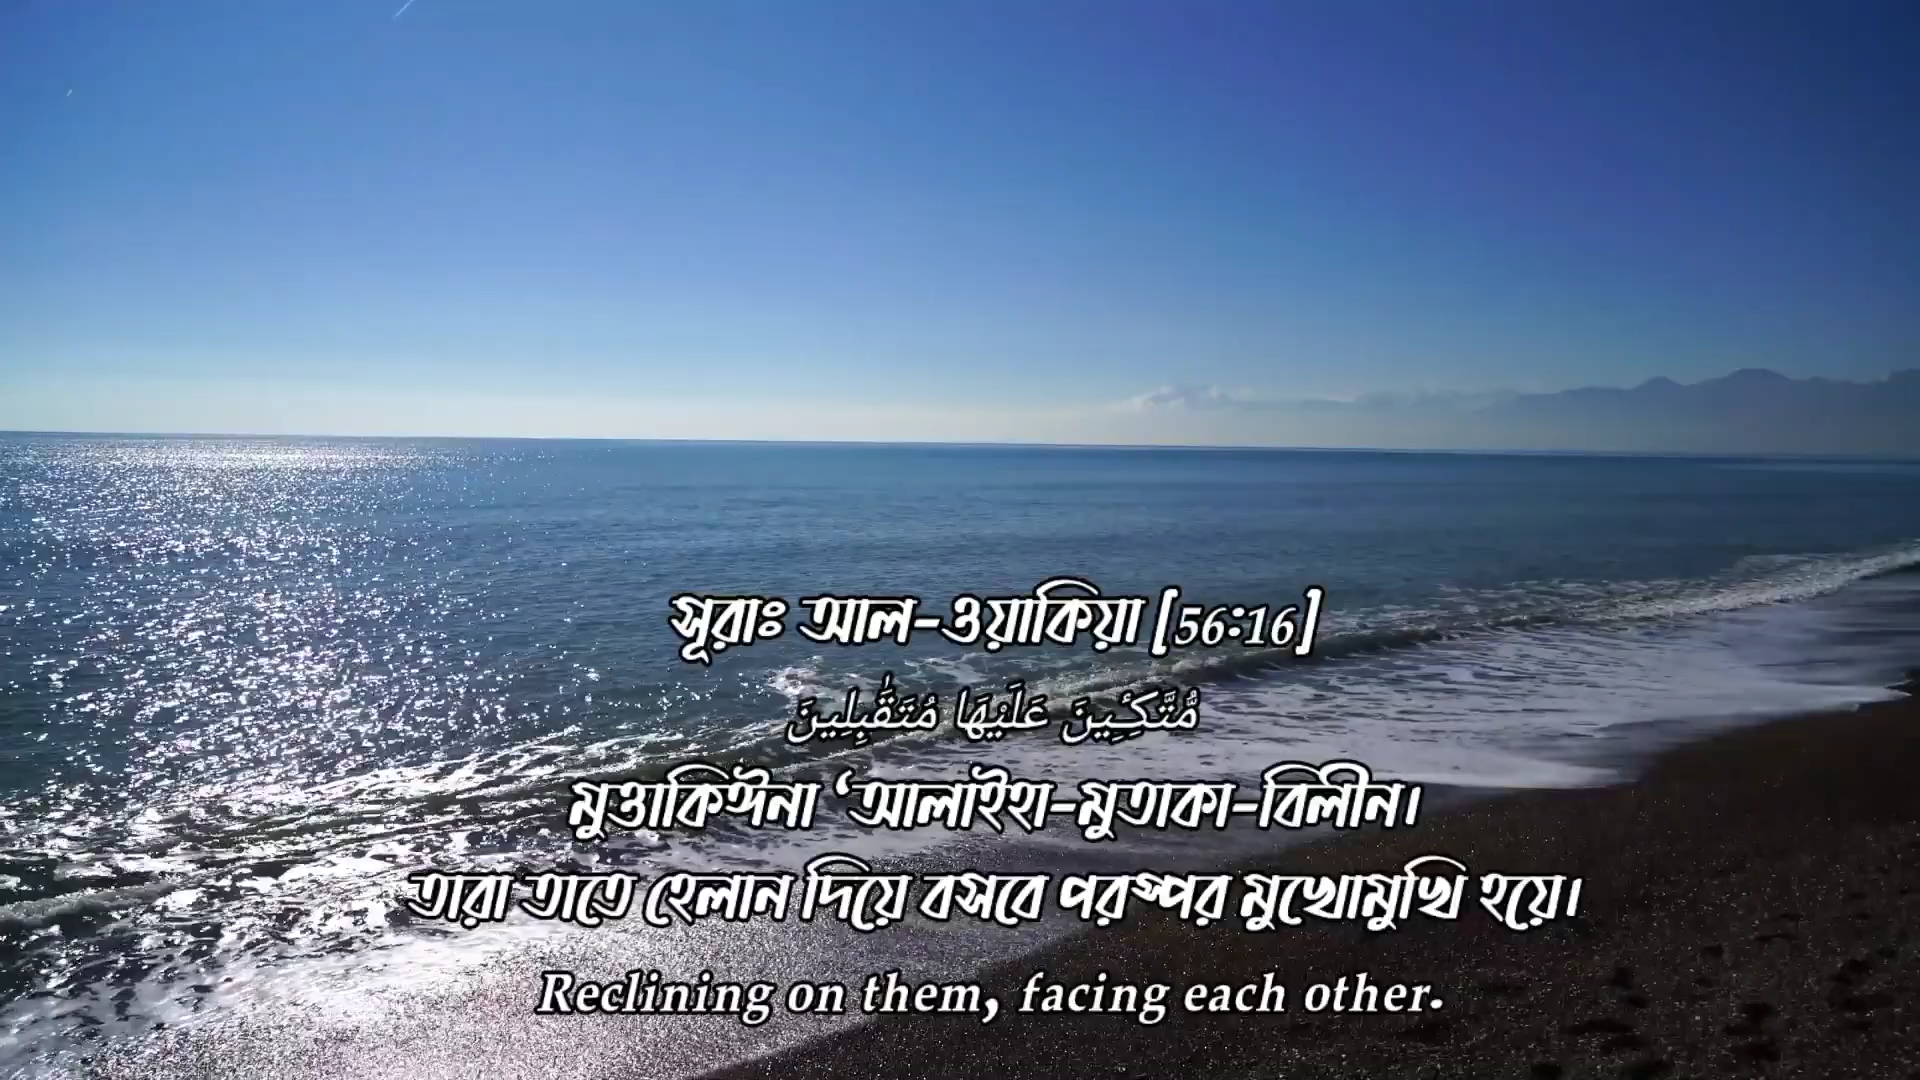 সূরাঃ আল-ওয়াকিয়া [56:16]
مُّتَّكِـِٔينَ عَلَيْهَا مُتَقَٰبِلِينَ
মুত্তাকিঈনা ‘আলাইহা-মুতাকা-বিলীন।
তারা তাতে হেলান দিয়ে বসবে পরস্পর মুখোমুখি হয়ে।
Reclining on them, facing each other.